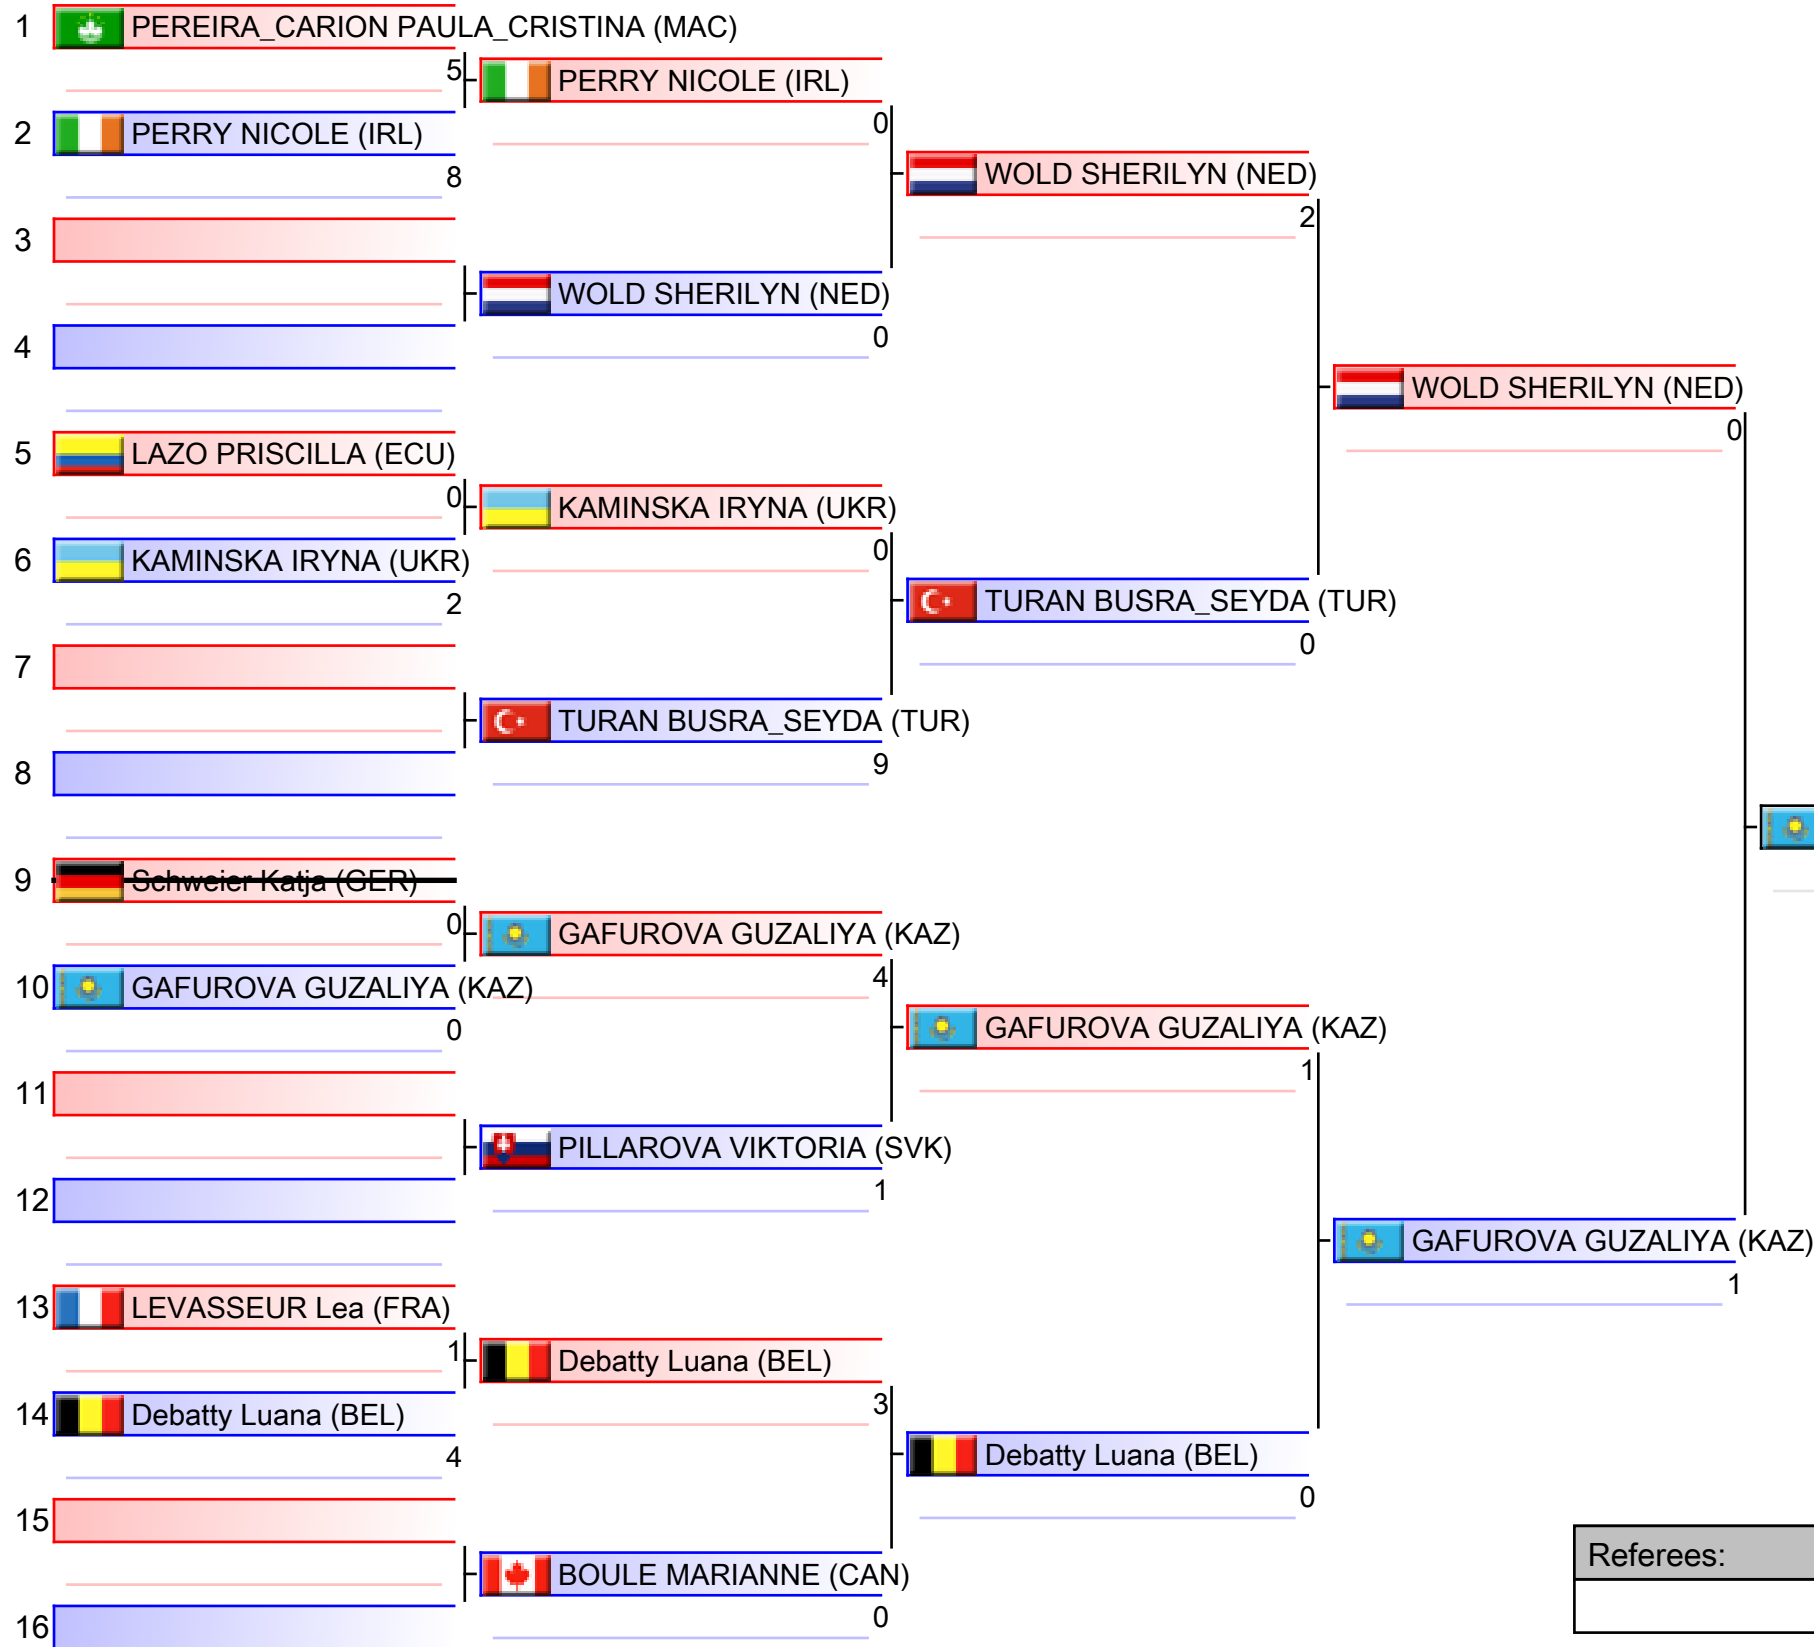 1 PEREIRA_CARION PAULA_CRISTINA (MAC)
5 PERRY NICOLE (IRL)
0
2 PERRY NICOLE (IRL)
8 WOLD SHERILYN (NED)
2
3
WOLD SHERILYN (NED)
0
4
WOLD SHERILYN (NED)
0
5 LAZO PRISCILLA (ECU)
0 KAMINSKA IRYNA (UKR)
0
6 KAMINSKA IRYNA (UKR)
2 TURAN BUSRA_SEYDA (TUR)
0
7
TURAN BUSRA_SEYDA (TUR)
9
8
9 Schweier Katja (GER)
0 GAFUROVA GUZALIYA (KAZ)
4
10 GAFUROVA GUZALIYA (KAZ)
0 GAFUROVA GUZALIYA (KAZ)
1
11
PILLAROVA VIKTORIA (SVK)
1
12
GAFUROVA GUZALIYA (KAZ)
1
13 LEVASSEUR Lea (FRA)
1 Debatty Luana (BEL)
3
14 Debatty Luana (BEL)
4 Debatty Luana (BEL)
0
15
BOULE MARIANNE (CAN)
0
16
Referees: